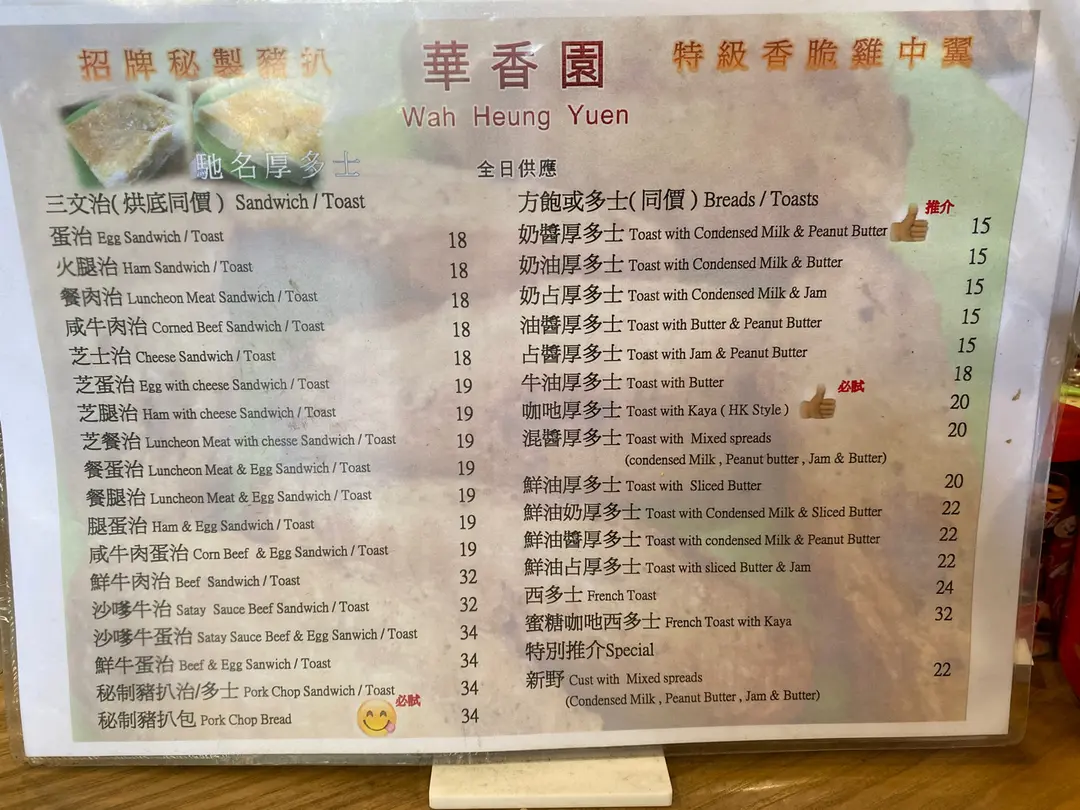 招牌秘製豬扒
華香園
特級香脆雞中翼
Wah Heung Yuen
馳名厚多士
全日供應
三文治(烘底同價) Sandwich / Toast
蛋治 Egg Sandwich / Toast 18
火腿治 Ham Sandwich / Toast 18
餐肉治 Luncheon Meat Sandwich / Toast 18
咸牛肉治 Corned Beef Sandwich / Toast 18
芝士治 Cheese Sandwich / Toast 18
芝蛋治 Egg with cheese Sandwich / Toast 19
芝腿治 Ham with cheese Sandwich / Toast 19
芝餐治 Luncheon Meat with chesse Sandwich / Toast 19
餐蛋治 Luncheon Meat & Egg Sandwich / Toast 19
餐腿治 Luncheon Meat & Egg Sandwich / Toast 19
腿蛋治 Ham & Egg Sandwich / Toast 19
咸牛肉蛋治 Corn Beef & Egg Sandwich / Toast 19
鮮牛肉治 Beef Sandwich / Toast 32
沙嗲牛治 Satay Sauce Beef Sandwich / Toast 32
沙嗲牛蛋治 Satay Sauce Beef & Egg Sanwich / Toast 34
鮮牛蛋治 Beef & Egg Sanwich / Toast 34
秘制豬扒治/多士 Pork Chop Sandwich / Toast 34
必試
秘制豬扒包 Pork Chop Bread 34
方飽或多士(同價) Breads / Toasts
推介
奶醬厚多士 Toast with Condensed Milk & Peanut Butter 15
奶油厚多士 Toast with Condensed Milk & Butter 15
奶占厚多士 Toast with Condensed Milk & Jam 15
油醬厚多士 Toast with Butter & Peanut Butter 15
占醬厚多士 Toast with Jam & Peanut Butter 15
牛油厚多士 Toast with Butter 18
必試
咖吔厚多士 Toast with Kaya ( HK Style ) 20
混醬厚多士 Toast with Mixed spreads 20
(condensed Milk , Peanut butter , Jam & Butter)
鮮油厚多士 Toast with Sliced Butter 20
鮮油奶厚多士 Toast with Condensed Milk & Sliced Butter 22
鮮油醬厚多士 Toast with condensed Milk & Peanut Butter 22
鮮油占厚多士 Toast with sliced Butter & Jam 22
西多士 French Toast 24
蜜糖咖吔西多士 French Toast with Kaya 32
特別推介Special
新野 Cust with Mixed spreads 22
(Condensed Milk , Peanut Butter , Jam & Butter)